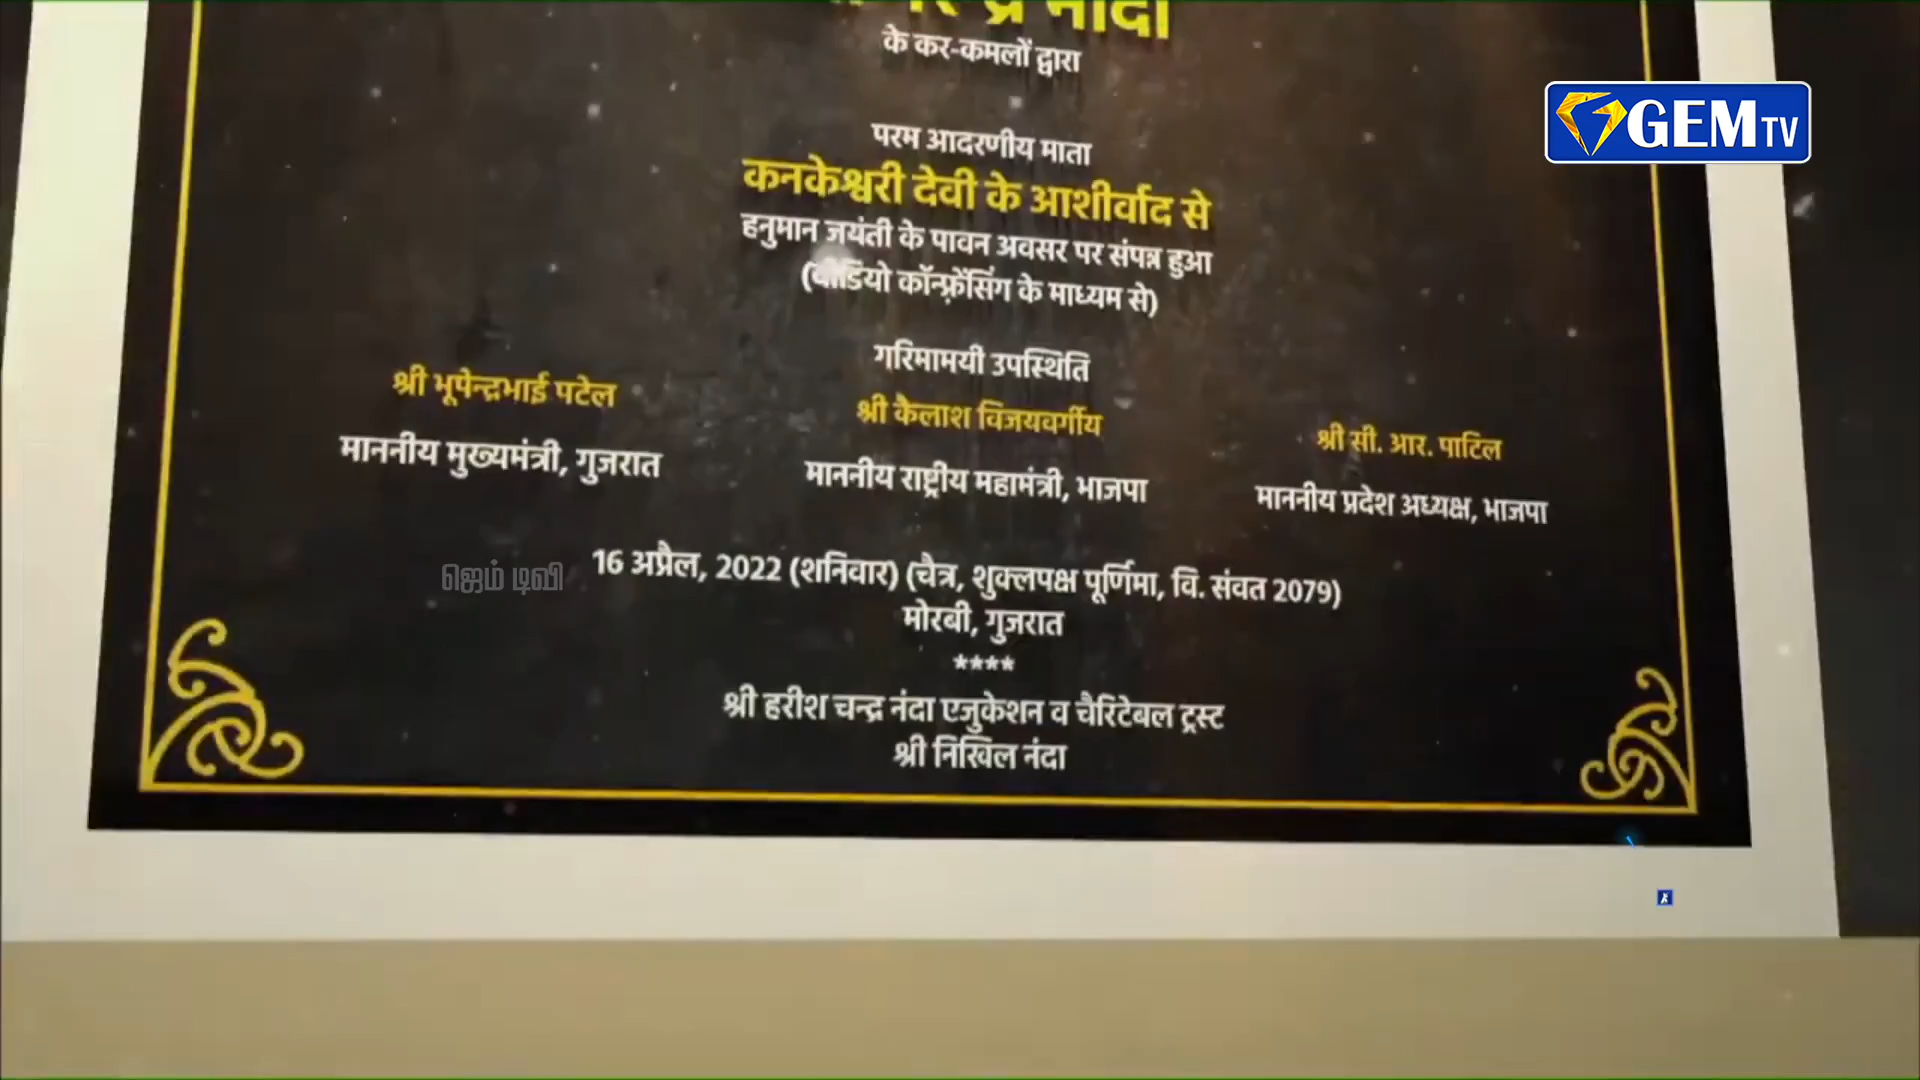 के कर-कमलों द्वारा
परम आदरणीय माता
कनकेश्वरी देवी के आशीर्वाद से
हनुमान जयंती के पावन अवसर पर संपन्न हुआ
(वीडियो कॉन्फ़्रेंसिंग के माध्यम से)
गरिमामयी उपस्थिति
श्री भूपेन्द्रभाई पटेल
माननीय मुख्यमंत्री, गुजरात
श्री कैलाश विजयवर्गीय
माननीय राष्ट्रीय महामंत्री, भाजपा
श्री सी. आर. पाटिल
माननीय प्रदेश अध्यक्ष, भाजपा
16 अप्रैल, 2022 (शनिवार) (चैत्र, शुक्लपक्ष पूर्णिमा, वि. संवत 2079)
मोरबी, गुजरात
****
श्री हरीश चन्द्र नंदा एजुकेशन व चैरिटेबल ट्रस्ट
श्री निखिल नंदा
GEM TV
ஜெம் டிவி